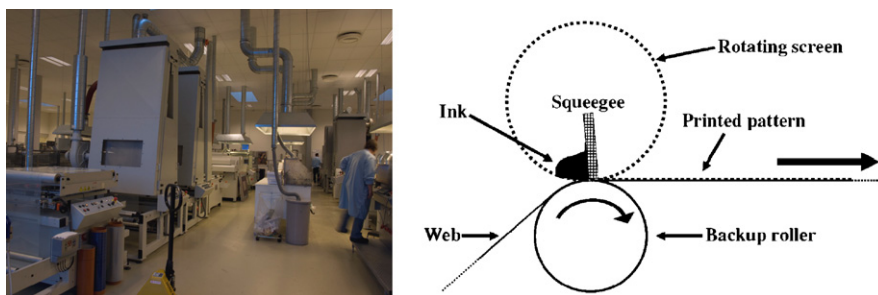 Rotating screen
Squeegee
Ink
Printed pattern
Web
Backup roller